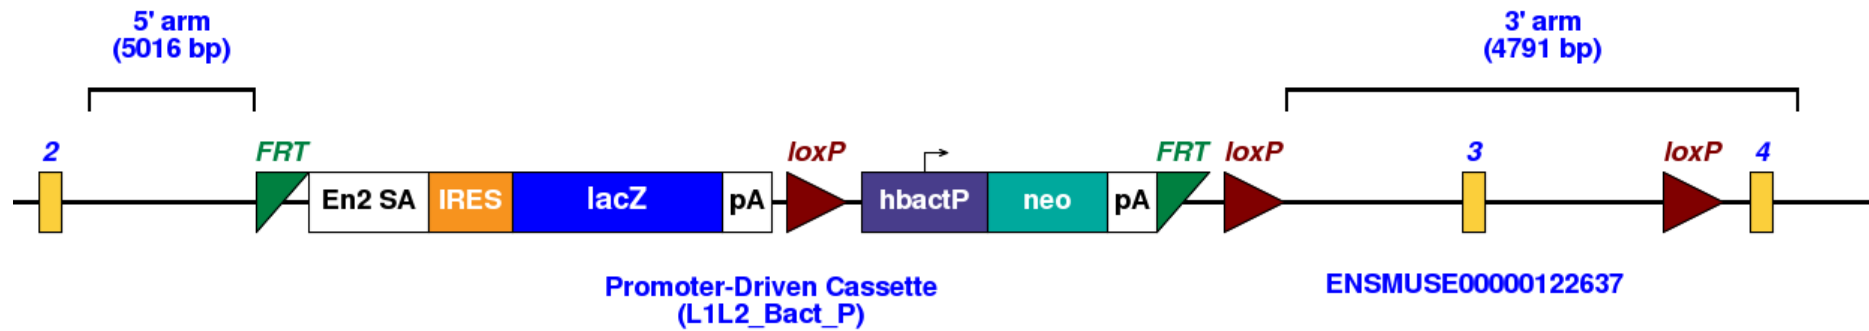 5' arm
(5016 bp)
3' arm
(4791 bp)
2
FRT
loxP
FRT
loxP
3
loxP
4
En2 SA
IRES
lacZ
pA
hbactP
neo
pA
Promoter-Driven Cassette
(L1L2_Bact_P)
ENSMUSE00000122637